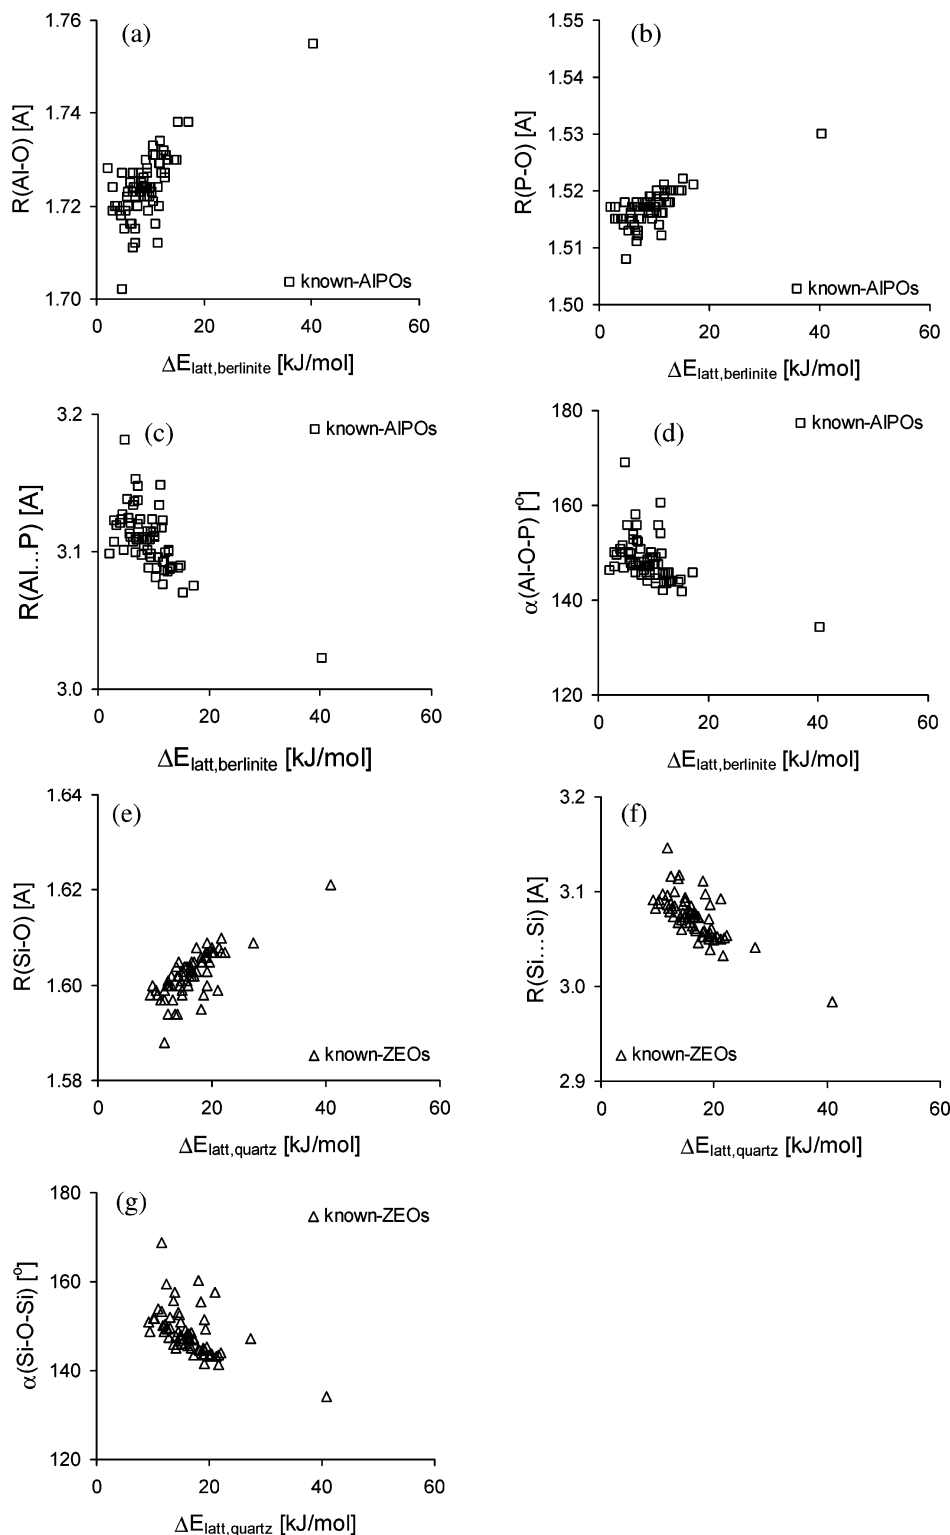 (a)
R(Al-O) [A]
1.76
1.74
1.72
1.70
0 20 40 60
known-AlPOs
ΔElatt,berlinite [kJ/mol]
(b)
R(P-O) [A]
1.55
1.54
1.53
1.52
1.51
1.50
0 20 40 60
known-AlPOs
ΔElatt,berlinite [kJ/mol]
(c)
R(Al...P) [A]
3.2
3.1
3.0
0 20 40 60
known-AlPOs
ΔElatt,berlinite [kJ/mol]
(d)
α(Al-O-P) [°]
180
160
140
120
0 20 40 60
known-AlPOs
ΔElatt,berlinite [kJ/mol]
(e)
R(Si-O) [A]
1.64
1.62
1.60
1.58
0 20 40 60
known-ZEOs
ΔElatt,quartz [kJ/mol]
(f)
R(Si...Si) [A]
3.2
3.1
3.0
2.9
0 20 40 60
known-ZEOs
ΔElatt,quartz [kJ/mol]
(g)
α(Si-O-Si) [°]
180
160
140
120
0 20 40 60
known-ZEOs
ΔElatt,quartz [kJ/mol]